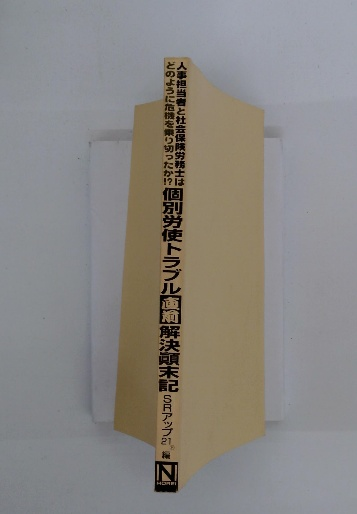 人事担当者と社会保険労務士は
どのように危機を乗り切ったか!?
個別労使トラブル直前解決顛末記
SRアップ21編
N
NORREI